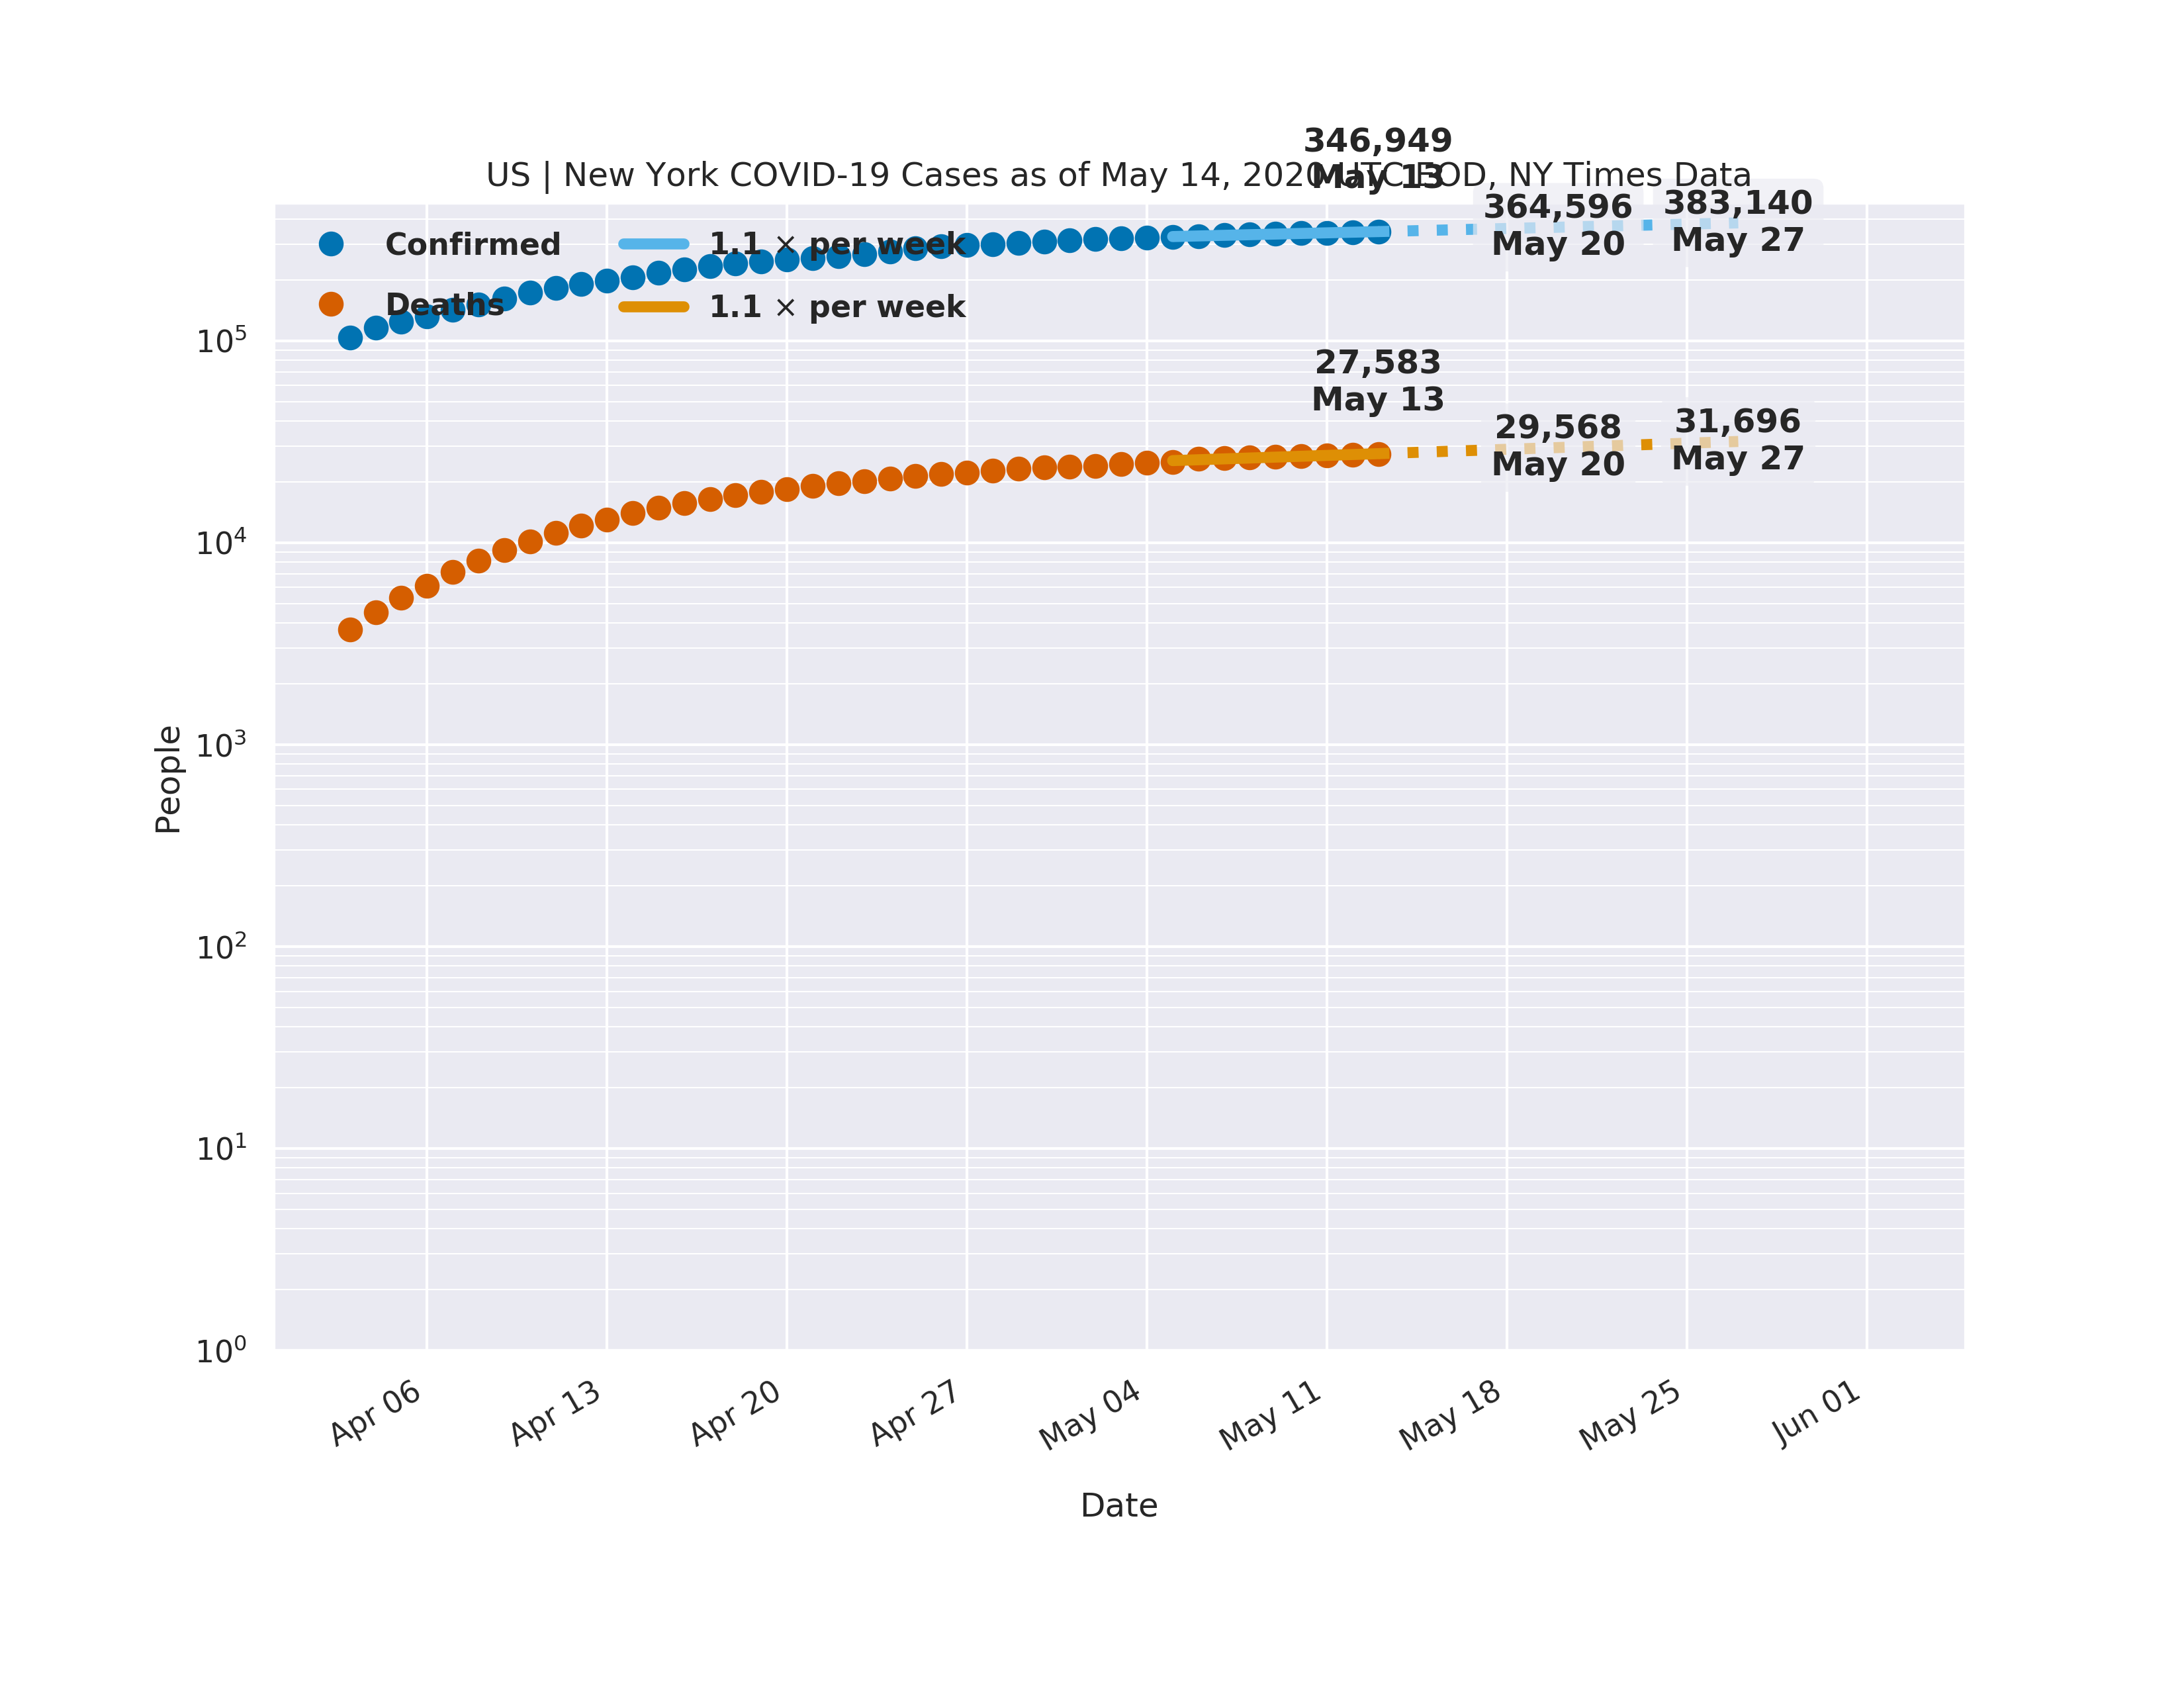 346,949
May 13
US | New York COVID-19 Cases as of May 14, 2020 UTC EOD, NY Times Data
364,596
May 20
383,140
May 27
Confirmed
1.1 × per week
Deaths
1.1 × per week
27,583
May 13
29,568
May 20
31,696
May 27
10⁵
10⁴
10³
10²
10¹
10⁰
People
Apr 06
Apr 13
Apr 20
Apr 27
May 04
May 11
May 18
May 25
Jun 01
Date